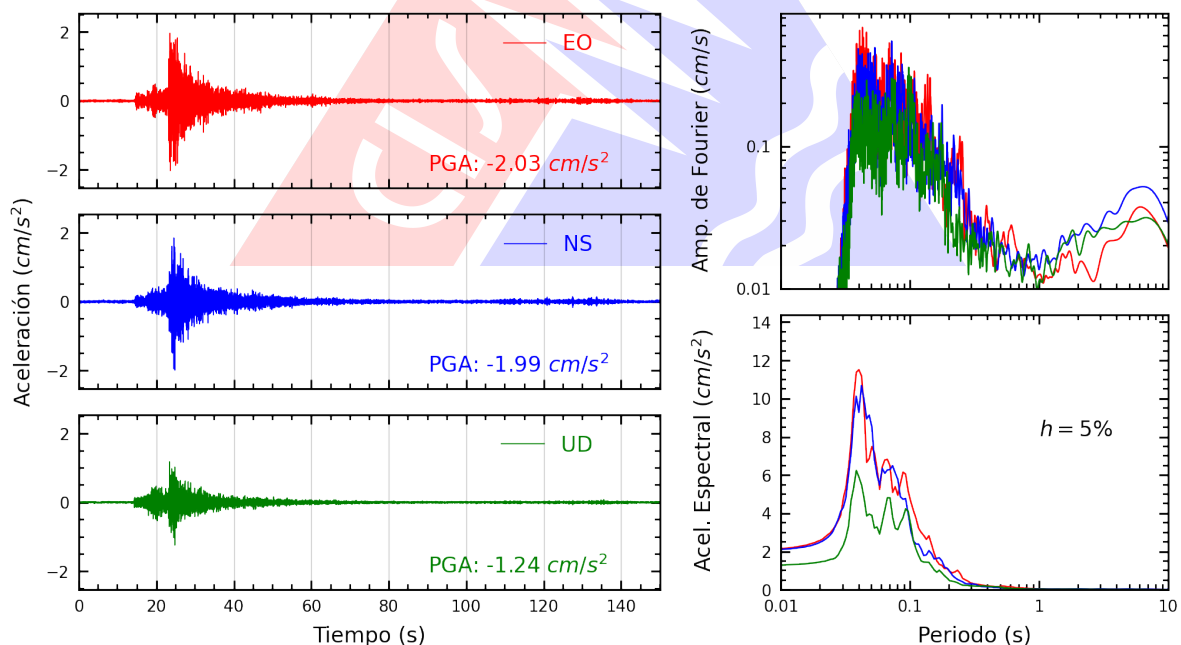 Aceleración (cm/s²)
2
0
−2
EO
PGA: -2.03 cm/s²
2
0
−2
NS
PGA: -1.99 cm/s²
2
0
−2
UD
PGA: -1.24 cm/s²
0 20 40 60 80 100 120 140
Tiempo (s)
Amp. de Fourier (cm/s)
0.1
0.01
Acel. Espectral (cm/s²)
14
12
10
8
6
4
2
0
h = 5%
0.01 0.1 1 10
Periodo (s)